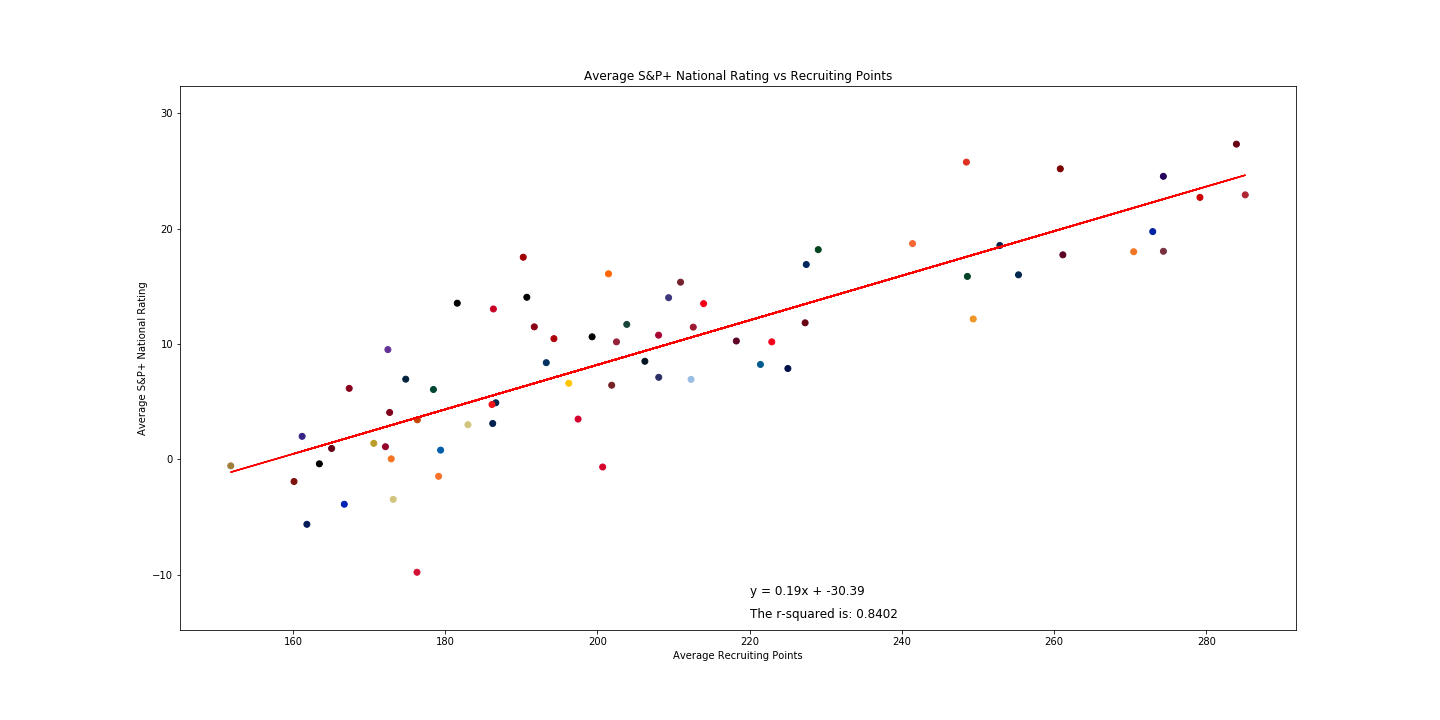 Average S&P+ National Rating vs Recruiting Points
Average S&P+ National Rating
30
20
10
0
−10
y = 0.19x + -30.39
The r-squared is: 0.8402
160 180 200 220 240 260 280
Average Recruiting Points